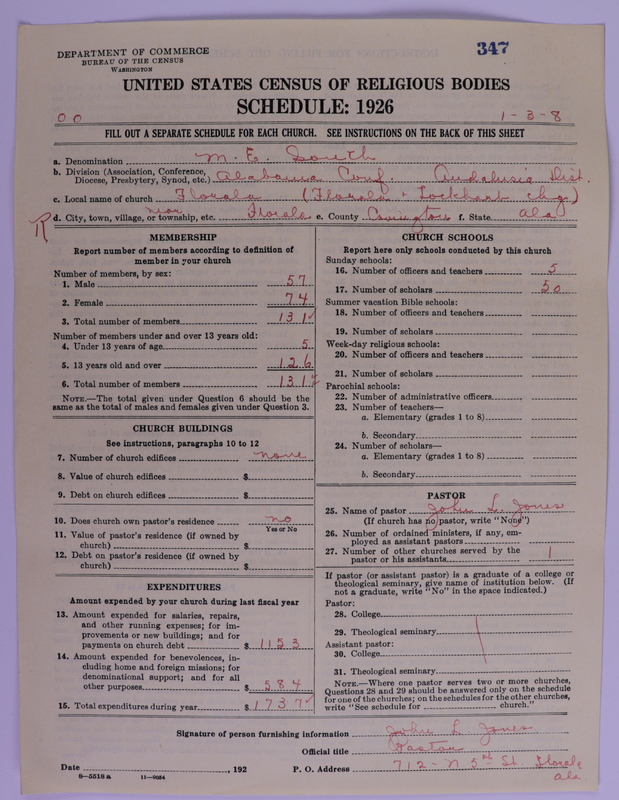 347
DEPARTMENT OF COMMERCE
BUREAU OF THE CENSUS
WASHINGTON
UNITED STATES CENSUS OF RELIGIOUS BODIES
SCHEDULE: 1926
00 1-3-8
FILL OUT A SEPARATE SCHEDULE FOR EACH CHURCH. SEE INSTRUCTIONS ON THE BACK OF THIS SHEET
a. Denomination M. E. South
b. Division (Association, Conference, Diocese, Presbytery, Synod, etc.) Alabama Conf. Andalusia Dist.
c. Local name of church Florala (Florala & Lockhart chg.)
R d. City, town, village, or township, etc. near Florala e. County Covington f. State Ala
MEMBERSHIP
Report number of members according to definition of
member in your church
Number of members, by sex:
1. Male 57
2. Female 74
3. Total number of members 131
Number of members under and over 13 years old:
4. Under 13 years of age 5
5. 13 years old and over 126
6. Total number of members 131
NOTE.—The total given under Question 6 should be
same as the total of males and females given under Question 3.
CHURCH BUILDINGS
See instructions, paragraphs 10 to 12
7. Number of church edifices none
8. Value of church edifices $
9. Debt on church edifices $
10. Does church own pastor's residence no
Yes or No
11. Value of pastor's residence (if owned by
church) $
12. Debt on pastor's residence (if owned by
church) $
EXPENDITURES
Amount expended by your church during last fiscal year
13. Amount expended for salaries, repairs,
and other running expenses; for im-
provements or new buildings; and for
payments on church debt $ 1153
14. Amount expended for benevolences, in-
cluding home and foreign missions; for
denominational support; and for all
other purposes $ 584
15. Total expenditures during year $ 1737
CHURCH SCHOOLS
Report here only schools conducted by this church
Sunday schools:
16. Number of officers and teachers 5
17. Number of scholars 50
Summer vacation Bible schools:
18. Number of officers and teachers
19. Number of scholars
Week-day religious schools:
20. Number of officers and teachers
21. Number of scholars
Parochial schools:
22. Number of administrative officers
23. Number of teachers—
a. Elementary (grades 1 to 8)
b. Secondary
24. Number of scholars—
a. Elementary (grades 1 to 8)
b. Secondary
PASTOR
25. Name of pastor John L. Jones
(If church has no pastor, write "None")
26. Number of ordained ministers, if any, em-
ployed as assistant pastors
27. Number of other churches served by the
pastor or his assistants 1
If pastor (or assistant pastor) is a graduate of a college or
theological seminary, give name of institution below. (If
not a graduate, write "No" in the space indicated.)
Pastor:
28. College
29. Theological seminary
Assistant pastor:
30. College
31. Theological seminary
NOTE.—Where one pastor serves two or more churches,
Questions 28 and 29 should be answered only on the schedule
for one of the churches; on the schedules for the other churches,
write "See schedule for church."
Signature of person furnishing information John L Jones
Official title Pastor
Date , 192 P. O. Address 712-N 5th St Florala
Ala
8-5518a 11-9054